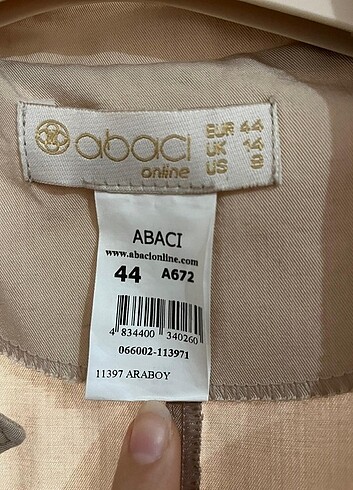 abaci
online
EUR 44
UK 14
US 8
ABACI
www.abacionline.com
44 A672
4 834400 340260
066002-113971
11397 ARABOY